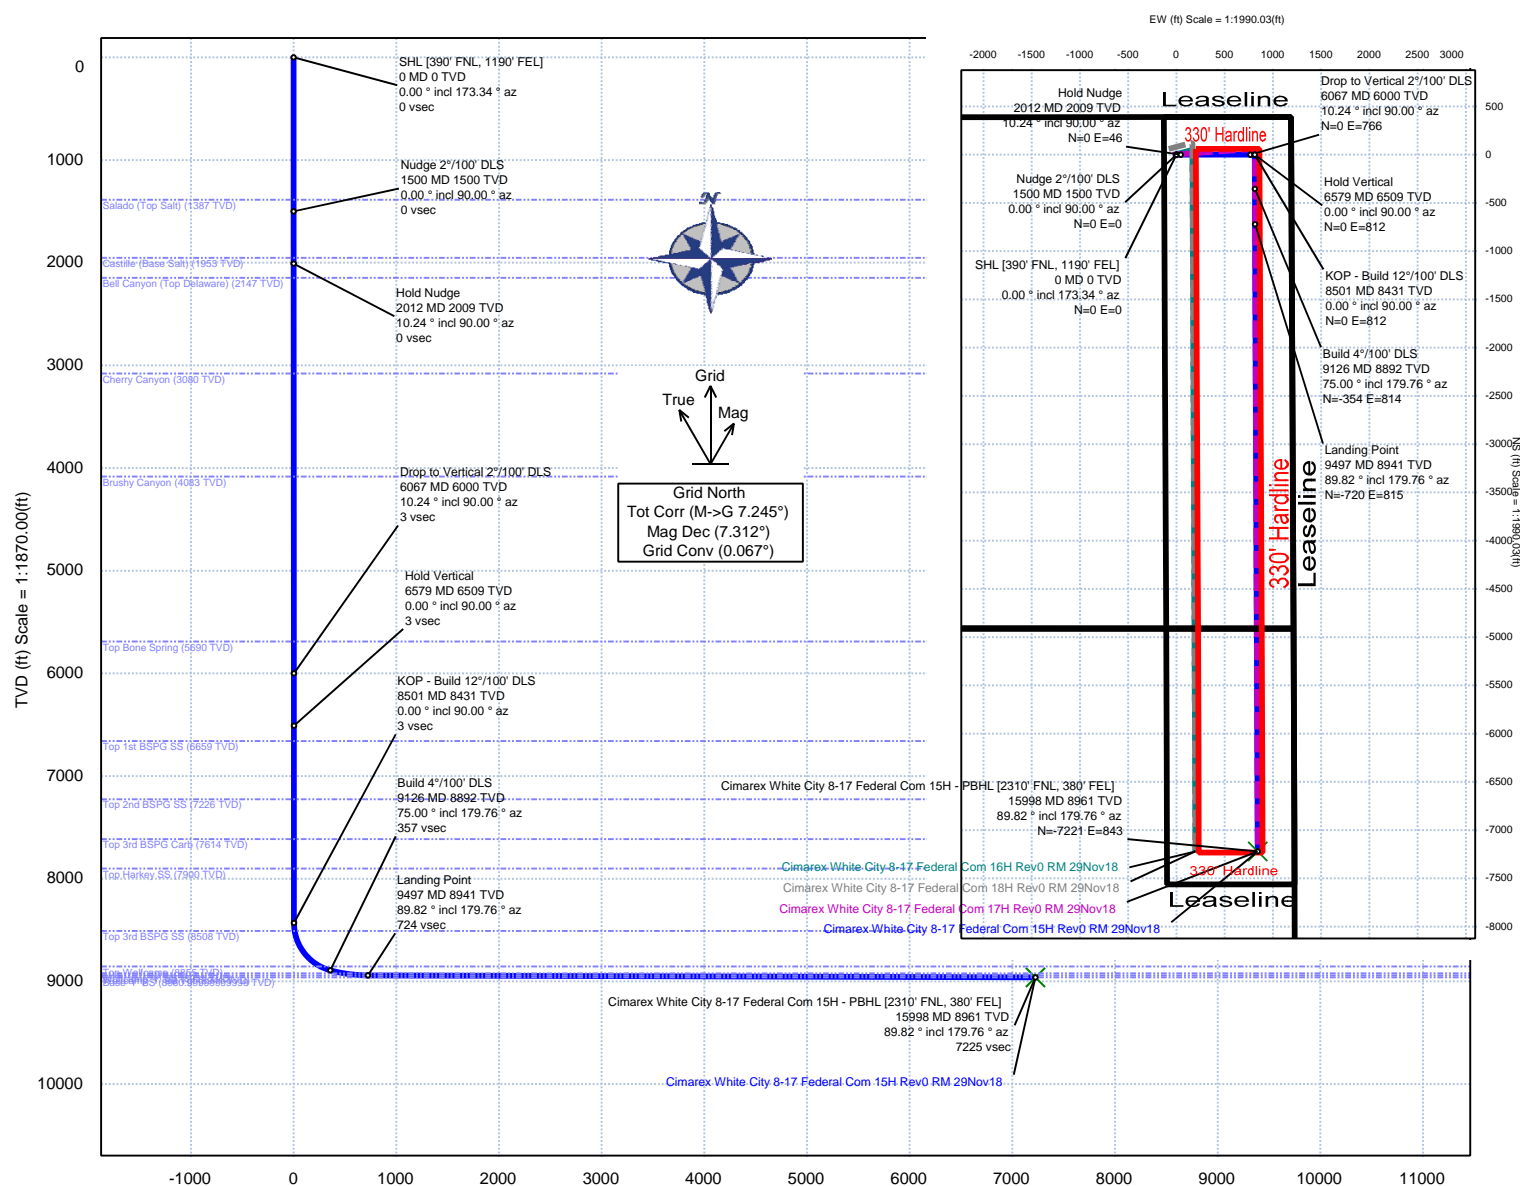 EW (ft) Scale = 1:1990.03(ft)
-2000 -1500 -1000 -500 0 500 1000 1500 2000 2500 3000
TVD (ft) Scale = 1:1870.00(ft)
0
1000
2000
3000
4000
5000
6000
7000
8000
9000
10000
-1000 0 1000 2000 3000 4000 5000 6000 7000 8000 9000 10000 11000
SHL [390' FNL, 1190' FEL]
0 MD 0 TVD
0.00 ° incl 173.34 ° az
0 vsec
Nudge 2°/100' DLS
1500 MD 1500 TVD
0.00 ° incl 90.00 ° az
0 vsec
Salado (Top Salt) (1387 TVD)
Castille (Base Salt) (1953 TVD)
Bell Canyon (Top Delaware) (2147 TVD)
Hold Nudge
2012 MD 2009 TVD
10.24 ° incl 90.00 ° az
0 vsec
Cherry Canyon (3080 TVD)
Brushy Canyon (4083 TVD)
Drop to Vertical 2°/100' DLS
6067 MD 6000 TVD
10.24 ° incl 90.00 ° az
3 vsec
Hold Vertical
6579 MD 6509 TVD
0.00 ° incl 90.00 ° az
3 vsec
Top Bone Spring (5690 TVD)
KOP - Build 12°/100' DLS
8501 MD 8431 TVD
0.00 ° incl 90.00 ° az
3 vsec
Top 1st BSPG SS (6659 TVD)
Top 2nd BSPG SS (7226 TVD)
Build 4°/100' DLS
9126 MD 8892 TVD
75.00 ° incl 179.76 ° az
357 vsec
Top 3rd BSPG Carb (7614 TVD)
Top Harkey SS (7900 TVD)
Landing Point
9497 MD 8941 TVD
89.82 ° incl 179.76 ° az
724 vsec
Top 3rd BSPG SS (8508 TVD)
N
Grid
True
Mag
Grid North
Tot Corr (M->G 7.245°)
Mag Dec (7.312°)
Grid Conv (0.067°)
Cimarex White City 8-17 Federal Com 15H - PBHL [2310' FNL, 380' FEL]
15998 MD 8961 TVD
89.82 ° incl 179.76 ° az
7225 vsec
Cimarex White City 8-17 Federal Com 15H Rev0 RM 29Nov18
Hold Nudge
2012 MD 2009 TVD
10.24 ° incl 90.00 ° az
N=0 E=46
Nudge 2°/100' DLS
1500 MD 1500 TVD
0.00 ° incl 90.00 ° az
N=0 E=0
SHL [390' FNL, 1190' FEL]
0 MD 0 TVD
0.00 ° incl 173.34 ° az
N=0 E=0
Leaseline
330' Hardline
Drop to Vertical 2°/100' DLS
6067 MD 6000 TVD
10.24 ° incl 90.00 ° az
N=0 E=766
Hold Vertical
6579 MD 6509 TVD
0.00 ° incl 90.00 ° az
N=0 E=812
KOP - Build 12°/100' DLS
8501 MD 8431 TVD
0.00 ° incl 90.00 ° az
N=0 E=812
Build 4°/100' DLS
9126 MD 8892 TVD
75.00 ° incl 179.76 ° az
N=-354 E=814
Landing Point
9497 MD 8941 TVD
89.82 ° incl 179.76 ° az
N=-720 E=815
330' Hardline
Leaseline
500
0
-500
-1000
-1500
-2000
-2500
-3000
-3500
-4000
-4500
-5000
-5500
-6000
-6500
-7000
-7500
-8000
NS (ft) Scale = 1:1990.03(ft)
Cimarex White City 8-17 Federal Com 15H - PBHL [2310' FNL, 380' FEL]
15998 MD 8961 TVD
89.82 ° incl 179.76 ° az
N=-7221 E=843
Cimarex White City 8-17 Federal Com 16H Rev0 RM 29Nov18
Cimarex White City 8-17 Federal Com 18H Rev0 RM 29Nov18
Cimarex White City 8-17 Federal Com 17H Rev0 RM 29Nov18
Cimarex White City 8-17 Federal Com 15H Rev0 RM 29Nov18
330' Hardline
Leaseline